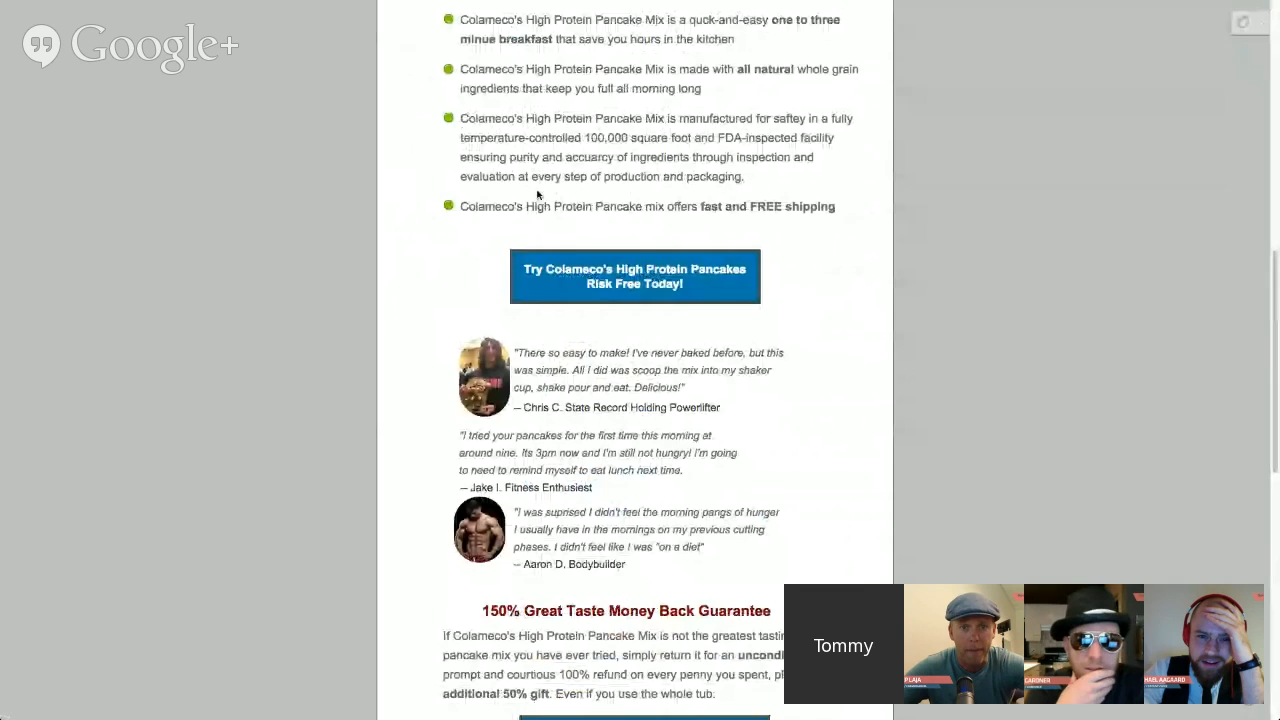 Google+
Colameco's High Protein Pancake Mix is a quck-and-easy one to three
minue breakfast that save you hours in the kitchen
Colameco's High Protein Pancake Mix is made with all natural whole grain
ingredients that keep you full all morning long
Colameco's High Protein Pancake Mix is manufactured for saftey in a fully
temperature-controlled 100,000 square foot and FDA-inspected facility
ensuring purity and accuarcy of ingredients through inspection and
evaluation at every step of production and packaging.
Colameco's High Protein Pancake mix offers fast and FREE shipping
Try Colameco's High Protein Pancakes
Risk Free Today!
"There so easy to make! I've never baked before, but this
was simple. All I did was scoop the mix into my shaker
cup, shake pour and eat. Delicious!"
– Chris C. State Record Holding Powerlifter
"I tried your pancakes for the first time this morning at
around nine. Its 3pm now and I'm still not hungry! I'm going
to need to remind myself to eat lunch next time.
– Jake I. Fitness Enthusiest
"I was suprised I didn't feel the morning pangs of hunger
I usually have in the mornings on my previous cutting
phases. I didn't feel like I was "on a diet"
– Aaron D. Bodybuilder
150% Great Taste Money Back Guarantee
If Colameco's High Protein Pancake Mix is not the greatest tastin
pancake mix you have ever tried, simply return it for an uncondi
prompt and courtious 100% refund on every penny you spent, pl
additional 50% gift. Even if you use the whole tub.
Tommy
P LAJA
GARDNER
HAEL AAGAARD